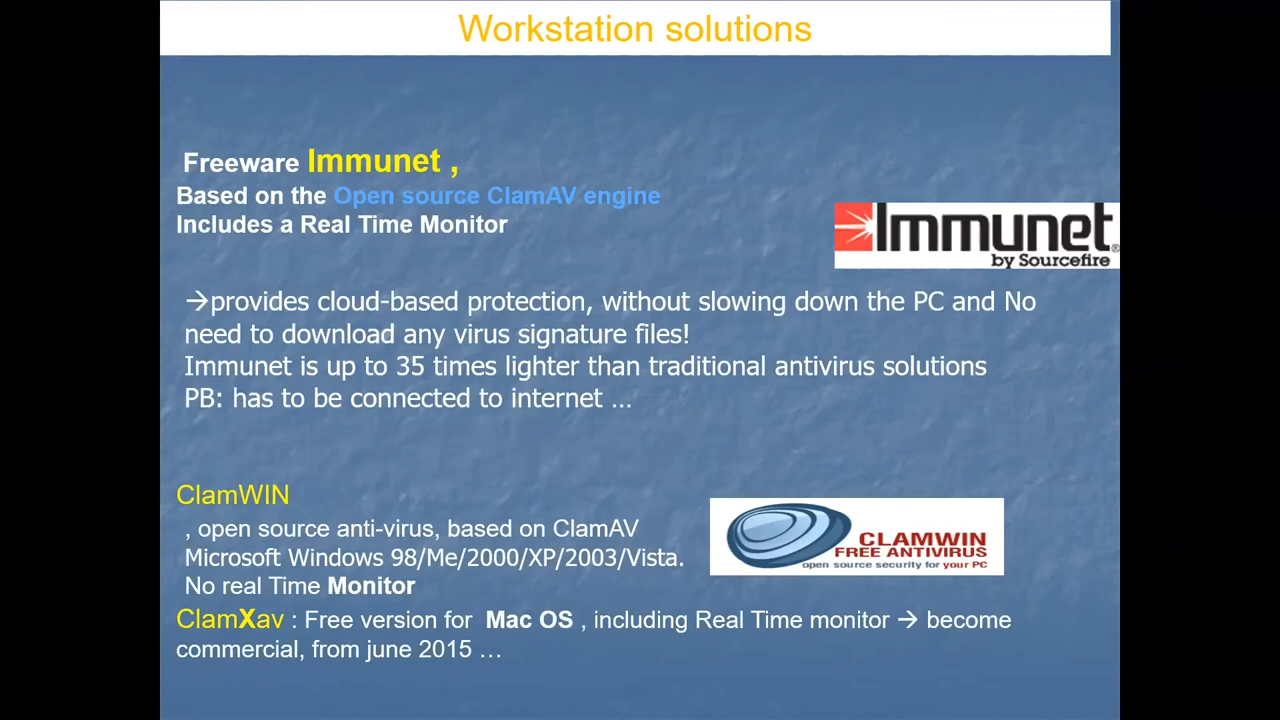 Workstation solutions
Freeware Immunet ,
Based on the Open source ClamAV engine
Includes a Real Time Monitor
Immunet®
by Sourcefire
→provides cloud-based protection, without slowing down the PC and No
need to download any virus signature files!
Immunet is up to 35 times lighter than traditional antivirus solutions
PB: has to be connected to internet …
ClamWIN
, open source anti-virus, based on ClamAV
Microsoft Windows 98/Me/2000/XP/2003/Vista.
No real Time Monitor
CLAMWIN
FREE ANTIVIRUS
open source security for your PC
ClamXav : Free version for Mac OS , including Real Time monitor → become
commercial, from june 2015 …